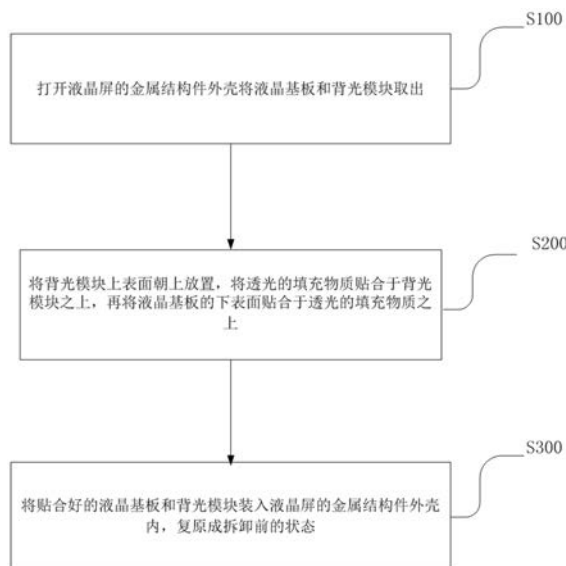 S100
打开液晶屏的金属结构件外壳将液晶基板和背光模块取出
S200
将背光模块上表面朝上放置，将透光的填充物质贴合于背光
模块之上，再将液晶基板的下表面贴合于透光的填充物质之
上
S300
将贴合好的液晶基板和背光模块装入液晶屏的金属结构件外壳
内，复原成拆卸前的状态